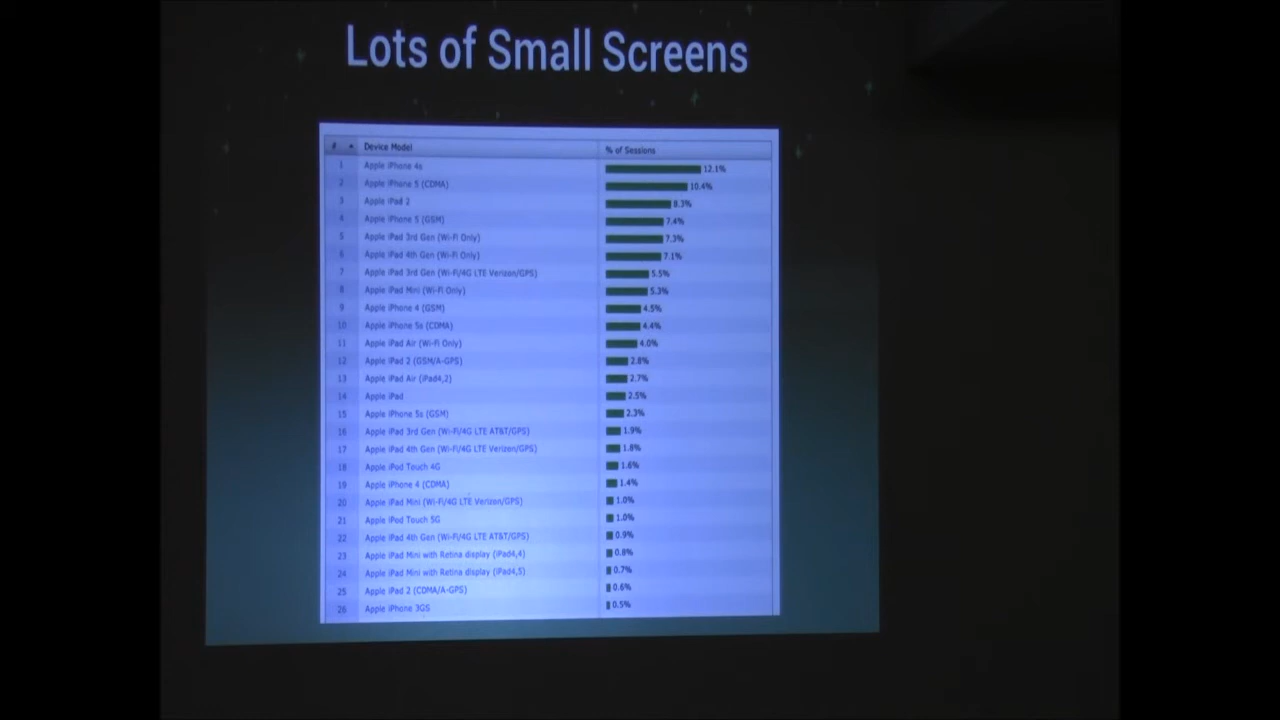 Lots of Small Screens
# Device Model % of Sessions
1 Apple iPhone 4s 12.1%
2 Apple iPhone 5 (CDMA) 10.4%
3 Apple iPad 2 8.3%
4 Apple iPhone 5 (GSM) 7.4%
5 Apple iPad 3rd Gen (Wi-Fi Only) 7.3%
6 Apple iPad 4th Gen (Wi-Fi Only) 7.1%
7 Apple iPad 3rd Gen (Wi-Fi/4G LTE Verizon/GPS) 5.5%
8 Apple iPad Mini (Wi-Fi Only) 5.3%
9 Apple iPhone 4 (GSM) 4.5%
10 Apple iPhone 5s (CDMA) 4.4%
11 Apple iPad Air (Wi-Fi Only) 4.0%
12 Apple iPad 2 (GSM/A-GPS) 2.8%
13 Apple iPad Air (iPad4,2) 2.7%
14 Apple iPad 2.5%
15 Apple iPhone 5s (GSM) 2.3%
16 Apple iPad 3rd Gen (Wi-Fi/4G LTE AT&T/GPS) 1.9%
17 Apple iPad 4th Gen (Wi-Fi/4G LTE Verizon/GPS) 1.8%
18 Apple iPod Touch 4G 1.6%
19 Apple iPhone 4 (CDMA) 1.4%
20 Apple iPad Mini (Wi-Fi/4G LTE Verizon/GPS) 1.0%
21 Apple iPod Touch 5G 1.0%
22 Apple iPad 4th Gen (Wi-Fi/4G LTE AT&T/GPS) 0.9%
23 Apple iPad Mini with Retina display (iPad4,4) 0.8%
24 Apple iPad Mini with Retina display (iPad4,5) 0.7%
25 Apple iPad 2 (CDMA/A-GPS) 0.6%
26 Apple iPhone 3GS 0.5%